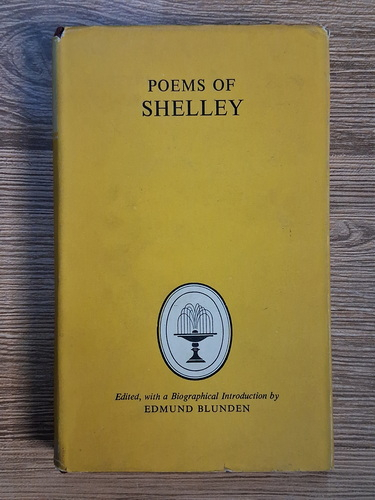 POEMS OF
SHELLEY
Edited, with a Biographical Introduction by
EDMUND BLUNDEN